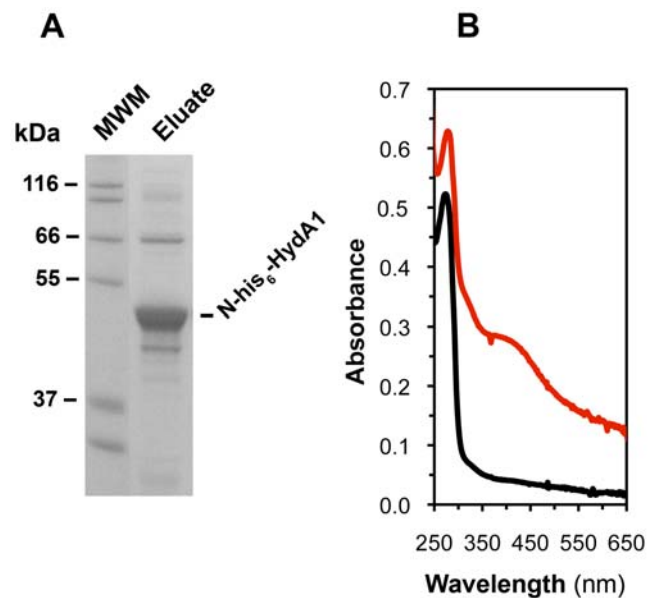 A
kDa
MWM
Eluate
116
66
55
37
N-his6-HydA1
B
0.7
0.6
0.5
0.4
0.3
0.2
0.1
0.0
Absorbance
250 350 450 550 650
Wavelength (nm)